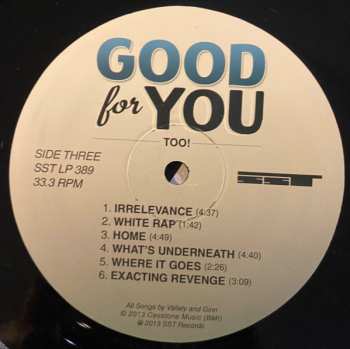 GOOD
for YOU
TOO!
SIDE THREE
SST LP 389
33.3 RPM
SST
1. IRRELEVANCE (4:37)
2. WHITE RAP (1:42)
3. HOME (4:49)
4. WHAT'S UNDERNEATH (4:40)
5. WHERE IT GOES (2:26)
6. EXACTING REVENGE (3:09)
All Songs by Vallely and Ginn
© 2013 Cesstone Music (BMI)
℗ 2013 SST Records